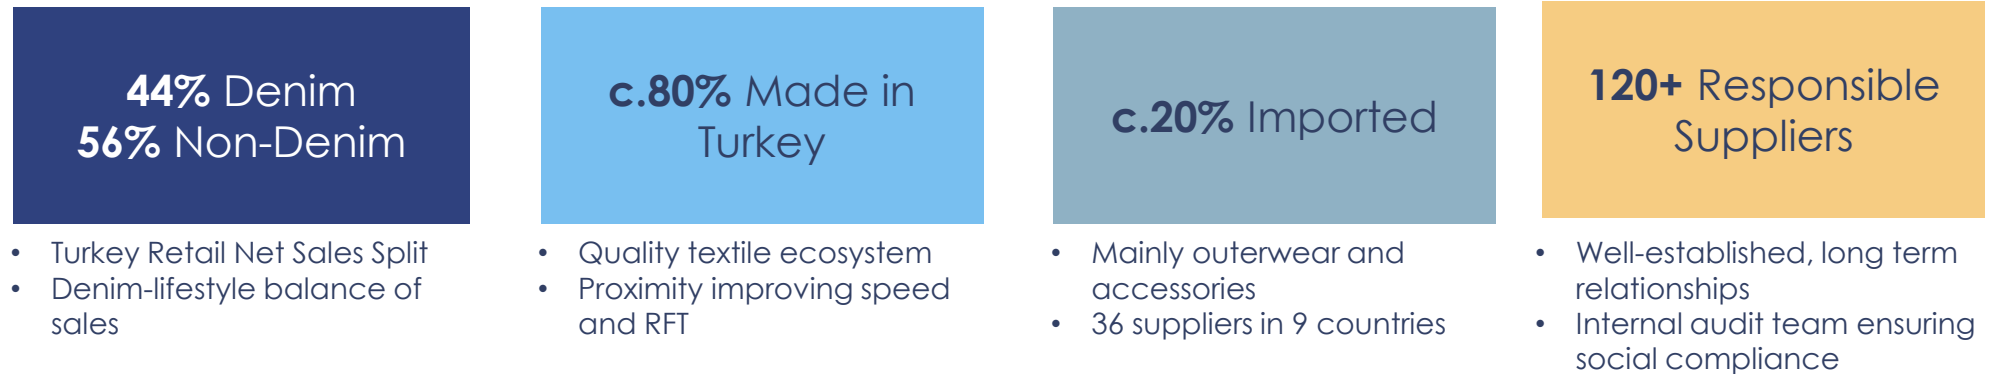 44% Denim
56% Non-Denim
• Turkey Retail Net Sales Split
• Denim-lifestyle balance of
sales
c.80% Made in
Turkey
• Quality textile ecosystem
• Proximity improving speed
and RFT
c.20% Imported
• Mainly outerwear and
accessories
• 36 suppliers in 9 countries
120+ Responsible
Suppliers
• Well-established, long term
relationships
• Internal audit team ensuring
social compliance